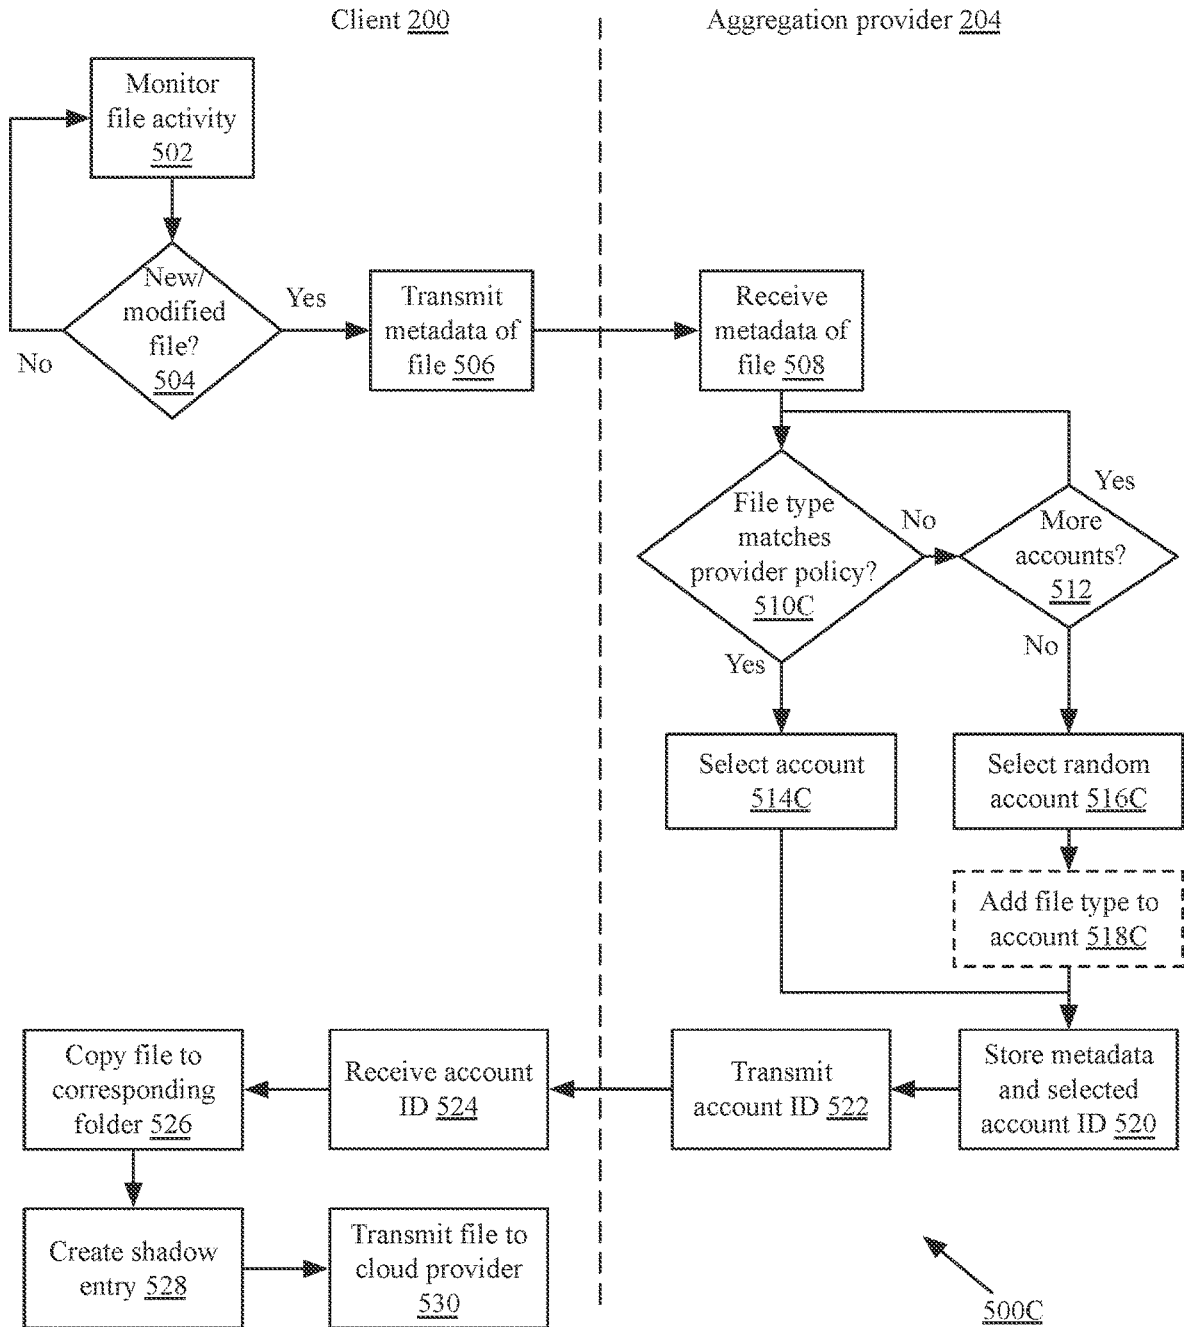 Client 200
Aggregation provider 204
Monitor
file activity
502
New/
modified
file?
504
Yes
No
Transmit
metadata of
file 506
Receive
metadata of
file 508
File type
matches
provider policy?
510C
No
Yes
More
accounts?
512
Yes
No
Select account
514C
Select random
account 516C
Add file type to
account 518C
Store metadata
and selected
account ID 520
Transmit
account ID 522
Receive account
ID 524
Copy file to
corresponding
folder 526
Create shadow
entry 528
Transmit file to
cloud provider
530
500C